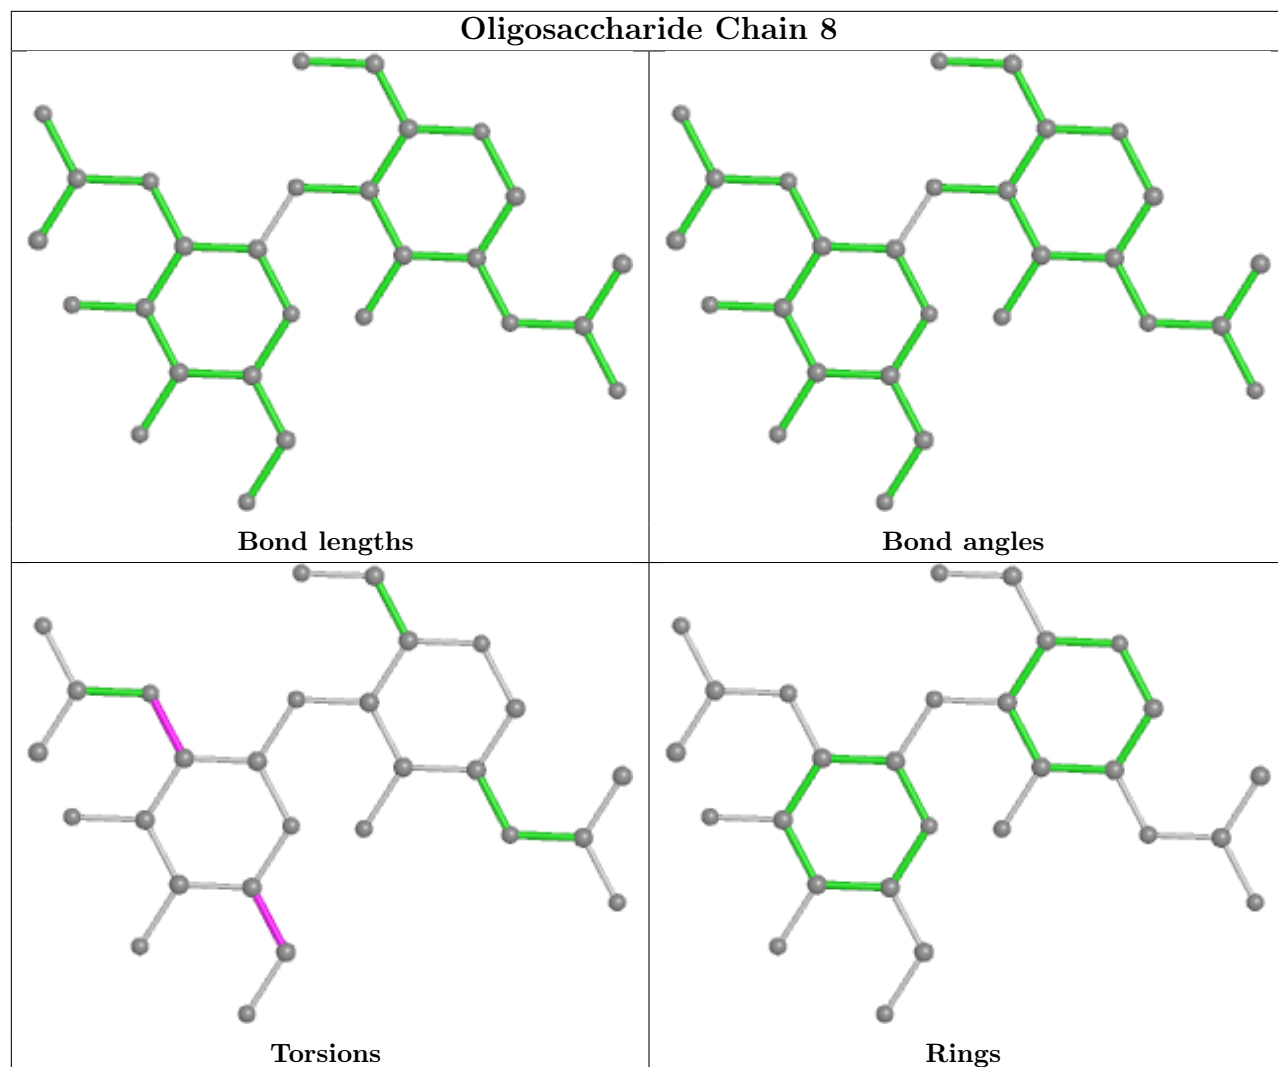 Oligosaccharide Chain 8
Bond lengths
Bond angles
Torsions
Rings